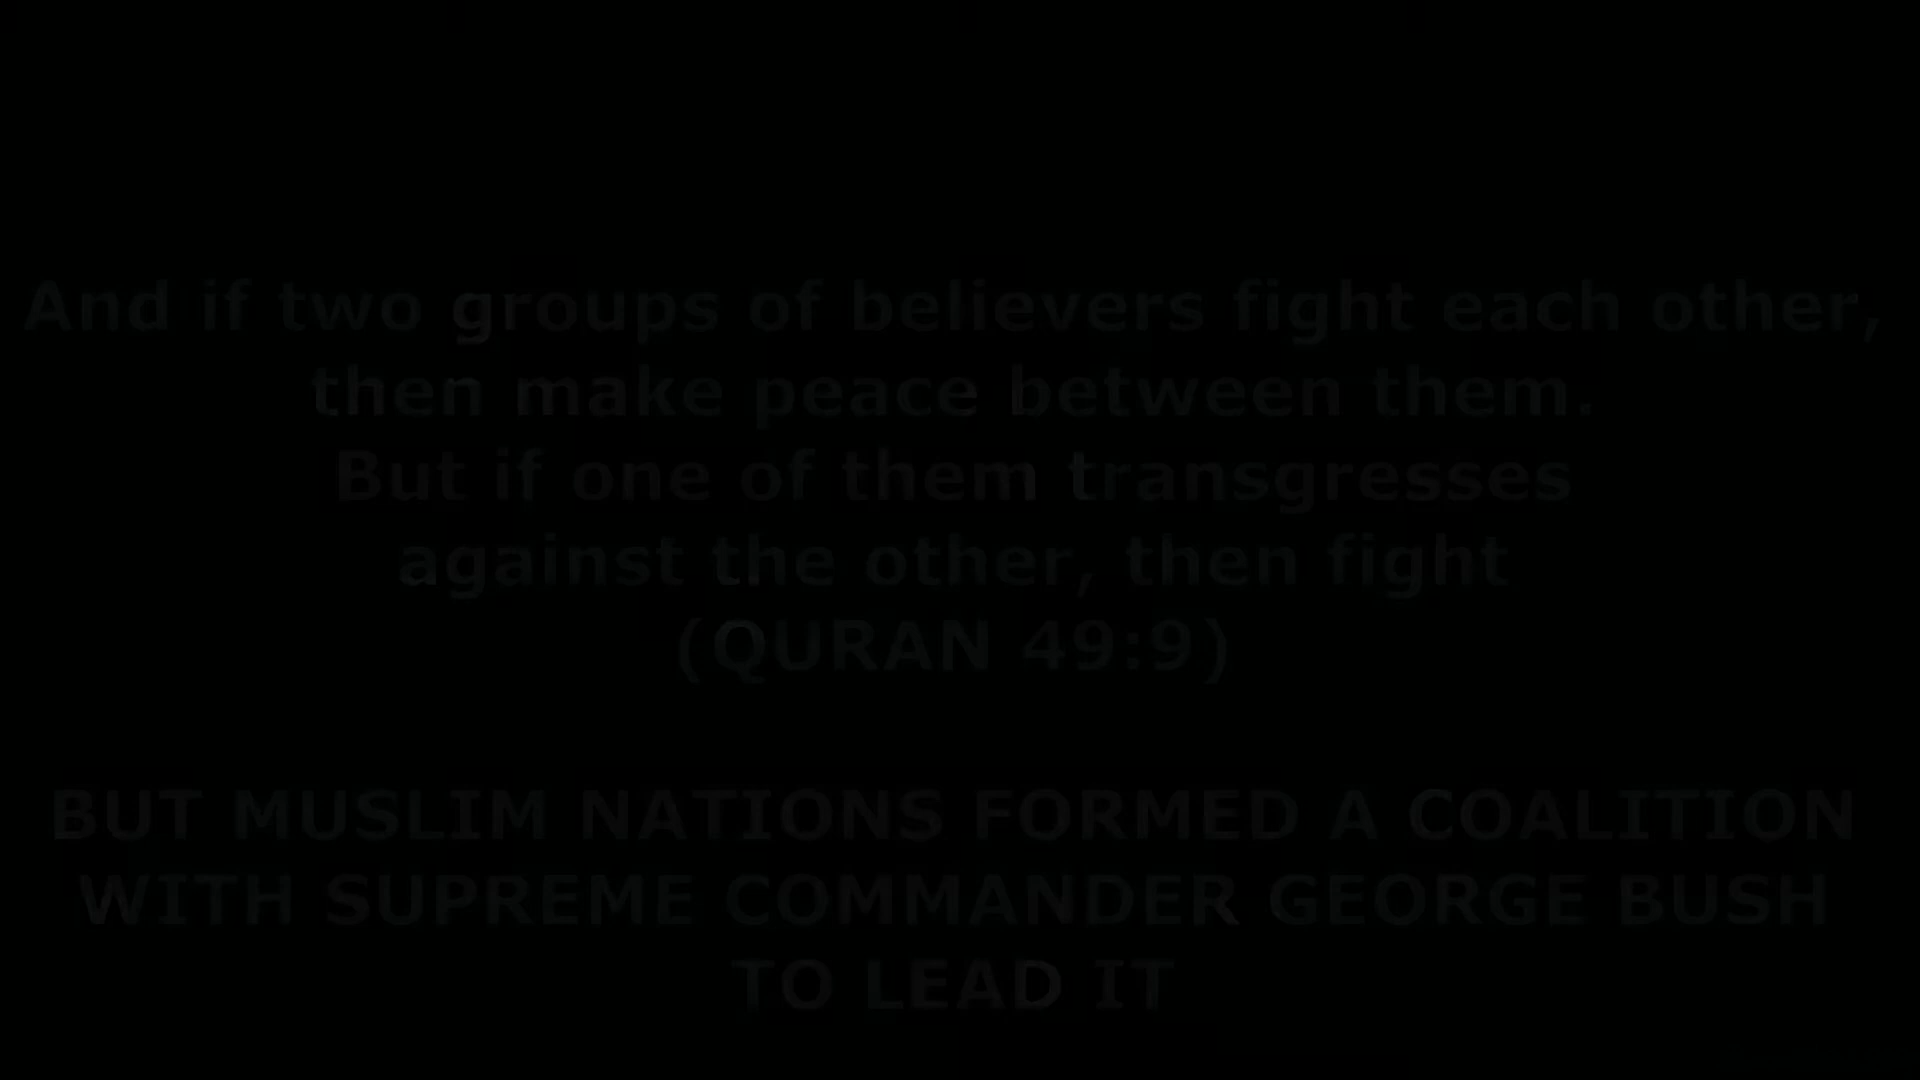 And if two groups of believers fight each other,
then make peace between them.
But if one of them transgresses
against the other, then fight
(QURAN 49:9)
BUT MUSLIM NATIONS FORMED A COALITION
WITH SUPREME COMMANDER GEORGE BUSH
TO LEAD IT